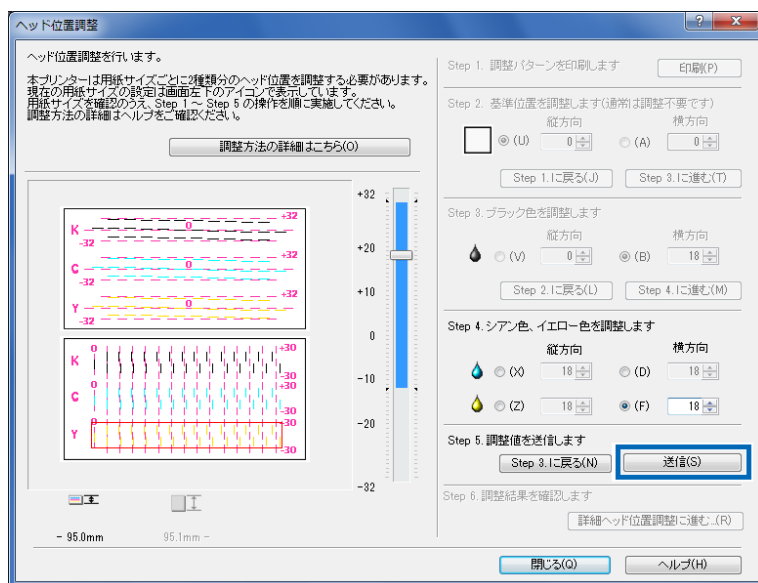 ヘッド位置調整
ヘッド位置調整を行います。
本プリンターは用紙サイズごとに2種類分のヘッド位置を調整する必要があります。
現在の用紙サイズの設定は画面左下のアイコンで表示しています。
用紙サイズを確認のうえ、Step 1 ～ Step 5 の操作を順に実施してください。
調整方法の詳細はヘルプをご確認ください。
調整方法の詳細はこちら(O)
+32
+20
+10
0
-10
-20
-32
K +32
0
-32
C +32
0
-32
Y +32
0
-32
K 0 +30
-30
C 0 +30
-30
Y 0 +30
-30
- 95.0mm 95.1mm -
Step 1. 調整パターンを印刷します 印刷(P)
Step 2. 基準位置を調整します(通常は調整不要です)
縦方向 横方向
(U) 0 (A) 0
Step 1.に戻る(J) Step 3.に進む(T)
Step 3. ブラック色を調整します
縦方向 横方向
(V) 0 (B) 18
Step 2.に戻る(L) Step 4.に進む(M)
Step 4. シアン色、イエロー色を調整します
縦方向 横方向
(X) 18 (D) 18
(Z) 18 (F) 18
Step 5. 調整値を送信します
Step 3.に戻る(N) 送信(S)
Step 6. 調整結果を確認します
詳細ヘッド位置調整に進む...(R)
閉じる(Q) ヘルプ(H)